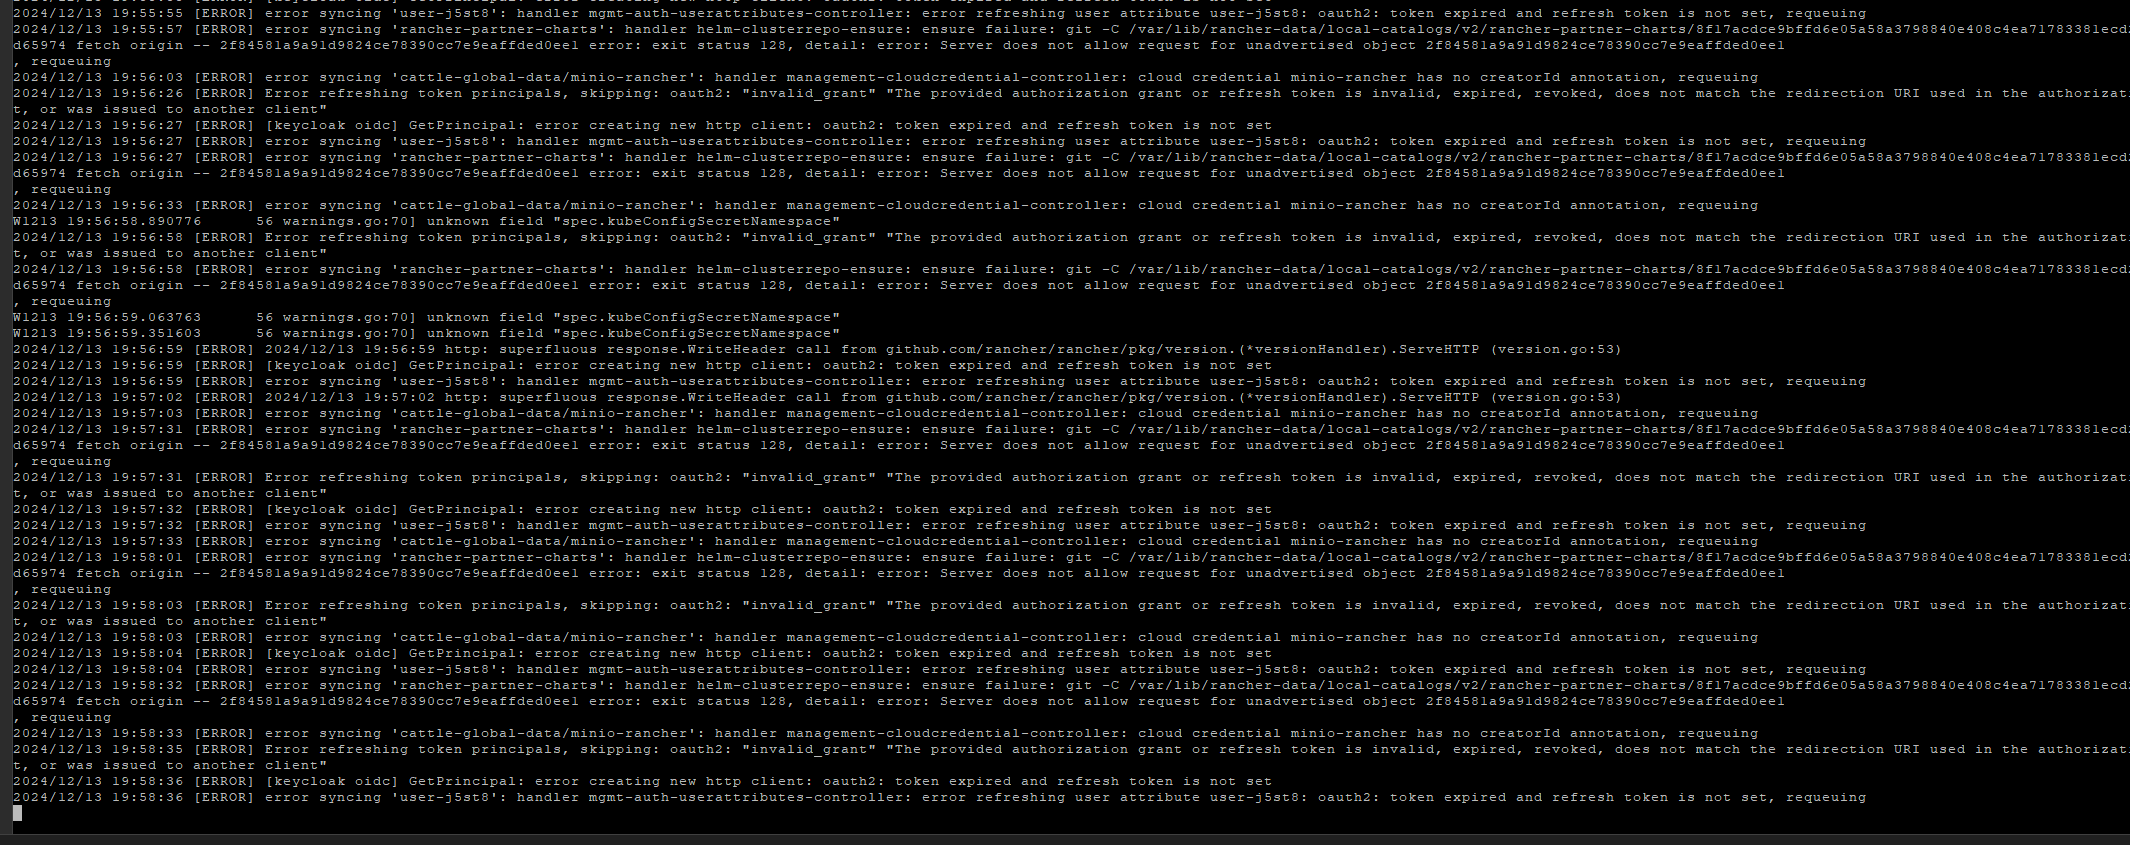 2024/12/13 19:55:55 [ERROR] error syncing 'user-j5st8': handler mgmt-auth-userattributes-controller: error refreshing user attribute user-j5st8: oauth2: token expired and refresh token is not set, requeuing
2024/12/13 19:55:57 [ERROR] error syncing 'rancher-partner-charts': handler helm-clusterrepo-ensure: ensure failure: git -C /var/lib/rancher-data/local-catalogs/v2/rancher-partner-charts/8f17acdce9bffd6e05a58a3798840e408c4ea71783381ecd
d65974 fetch origin -- 2f84581a9a91d9824ce78390cc7e9eaffded0ee1 error: exit status 128, detail: error: Server does not allow request for unadvertised object 2f84581a9a91d9824ce78390cc7e9eaffded0ee1
, requeuing
2024/12/13 19:56:03 [ERROR] error syncing 'cattle-global-data/minio-rancher': handler management-cloudcredential-controller: cloud credential minio-rancher has no creatorId annotation, requeuing
2024/12/13 19:56:26 [ERROR] Error refreshing token principals, skipping: oauth2: "invalid_grant" "The provided authorization grant or refresh token is invalid, expired, revoked, does not match the redirection URI used in the authorizat
t, or was issued to another client"
2024/12/13 19:56:27 [ERROR] [keycloak oidc] GetPrincipal: error creating new http client: oauth2: token expired and refresh token is not set
2024/12/13 19:56:27 [ERROR] error syncing 'user-j5st8': handler mgmt-auth-userattributes-controller: error refreshing user attribute user-j5st8: oauth2: token expired and refresh token is not set, requeuing
2024/12/13 19:56:27 [ERROR] error syncing 'rancher-partner-charts': handler helm-clusterrepo-ensure: ensure failure: git -C /var/lib/rancher-data/local-catalogs/v2/rancher-partner-charts/8f17acdce9bffd6e05a58a3798840e408c4ea71783381ecd
d65974 fetch origin -- 2f84581a9a91d9824ce78390cc7e9eaffded0ee1 error: exit status 128, detail: error: Server does not allow request for unadvertised object 2f84581a9a91d9824ce78390cc7e9eaffded0ee1
, requeuing
2024/12/13 19:56:33 [ERROR] error syncing 'cattle-global-data/minio-rancher': handler management-cloudcredential-controller: cloud credential minio-rancher has no creatorId annotation, requeuing
W1213 19:56:58.890776      56 warnings.go:70] unknown field "spec.kubeConfigSecretNamespace"
2024/12/13 19:56:58 [ERROR] Error refreshing token principals, skipping: oauth2: "invalid_grant" "The provided authorization grant or refresh token is invalid, expired, revoked, does not match the redirection URI used in the authorizat
t, or was issued to another client"
2024/12/13 19:56:58 [ERROR] error syncing 'rancher-partner-charts': handler helm-clusterrepo-ensure: ensure failure: git -C /var/lib/rancher-data/local-catalogs/v2/rancher-partner-charts/8f17acdce9bffd6e05a58a3798840e408c4ea71783381ecd
d65974 fetch origin -- 2f84581a9a91d9824ce78390cc7e9eaffded0ee1 error: exit status 128, detail: error: Server does not allow request for unadvertised object 2f84581a9a91d9824ce78390cc7e9eaffded0ee1
, requeuing
W1213 19:56:59.063763      56 warnings.go:70] unknown field "spec.kubeConfigSecretNamespace"
W1213 19:56:59.351603      56 warnings.go:70] unknown field "spec.kubeConfigSecretNamespace"
2024/12/13 19:56:59 [ERROR] 2024/12/13 19:56:59 http: superfluous response.WriteHeader call from github.com/rancher/rancher/pkg/version.(*versionHandler).ServeHTTP (version.go:53)
2024/12/13 19:56:59 [ERROR] [keycloak oidc] GetPrincipal: error creating new http client: oauth2: token expired and refresh token is not set
2024/12/13 19:56:59 [ERROR] error syncing 'user-j5st8': handler mgmt-auth-userattributes-controller: error refreshing user attribute user-j5st8: oauth2: token expired and refresh token is not set, requeuing
2024/12/13 19:57:02 [ERROR] 2024/12/13 19:57:02 http: superfluous response.WriteHeader call from github.com/rancher/rancher/pkg/version.(*versionHandler).ServeHTTP (version.go:53)
2024/12/13 19:57:03 [ERROR] error syncing 'cattle-global-data/minio-rancher': handler management-cloudcredential-controller: cloud credential minio-rancher has no creatorId annotation, requeuing
2024/12/13 19:57:31 [ERROR] error syncing 'rancher-partner-charts': handler helm-clusterrepo-ensure: ensure failure: git -C /var/lib/rancher-data/local-catalogs/v2/rancher-partner-charts/8f17acdce9bffd6e05a58a3798840e408c4ea71783381ecd
d65974 fetch origin -- 2f84581a9a91d9824ce78390cc7e9eaffded0ee1 error: exit status 128, detail: error: Server does not allow request for unadvertised object 2f84581a9a91d9824ce78390cc7e9eaffded0ee1
, requeuing
2024/12/13 19:57:31 [ERROR] Error refreshing token principals, skipping: oauth2: "invalid_grant" "The provided authorization grant or refresh token is invalid, expired, revoked, does not match the redirection URI used in the authorizat
t, or was issued to another client"
2024/12/13 19:57:32 [ERROR] [keycloak oidc] GetPrincipal: error creating new http client: oauth2: token expired and refresh token is not set
2024/12/13 19:57:32 [ERROR] error syncing 'user-j5st8': handler mgmt-auth-userattributes-controller: error refreshing user attribute user-j5st8: oauth2: token expired and refresh token is not set, requeuing
2024/12/13 19:57:33 [ERROR] error syncing 'cattle-global-data/minio-rancher': handler management-cloudcredential-controller: cloud credential minio-rancher has no creatorId annotation, requeuing
2024/12/13 19:58:01 [ERROR] error syncing 'rancher-partner-charts': handler helm-clusterrepo-ensure: ensure failure: git -C /var/lib/rancher-data/local-catalogs/v2/rancher-partner-charts/8f17acdce9bffd6e05a58a3798840e408c4ea71783381ecd
d65974 fetch origin -- 2f84581a9a91d9824ce78390cc7e9eaffded0ee1 error: exit status 128, detail: error: Server does not allow request for unadvertised object 2f84581a9a91d9824ce78390cc7e9eaffded0ee1
, requeuing
2024/12/13 19:58:03 [ERROR] Error refreshing token principals, skipping: oauth2: "invalid_grant" "The provided authorization grant or refresh token is invalid, expired, revoked, does not match the redirection URI used in the authorizat
t, or was issued to another client"
2024/12/13 19:58:03 [ERROR] error syncing 'cattle-global-data/minio-rancher': handler management-cloudcredential-controller: cloud credential minio-rancher has no creatorId annotation, requeuing
2024/12/13 19:58:04 [ERROR] [keycloak oidc] GetPrincipal: error creating new http client: oauth2: token expired and refresh token is not set
2024/12/13 19:58:04 [ERROR] error syncing 'user-j5st8': handler mgmt-auth-userattributes-controller: error refreshing user attribute user-j5st8: oauth2: token expired and refresh token is not set, requeuing
2024/12/13 19:58:32 [ERROR] error syncing 'rancher-partner-charts': handler helm-clusterrepo-ensure: ensure failure: git -C /var/lib/rancher-data/local-catalogs/v2/rancher-partner-charts/8f17acdce9bffd6e05a58a3798840e408c4ea71783381ecd
d65974 fetch origin -- 2f84581a9a91d9824ce78390cc7e9eaffded0ee1 error: exit status 128, detail: error: Server does not allow request for unadvertised object 2f84581a9a91d9824ce78390cc7e9eaffded0ee1
, requeuing
2024/12/13 19:58:33 [ERROR] error syncing 'cattle-global-data/minio-rancher': handler management-cloudcredential-controller: cloud credential minio-rancher has no creatorId annotation, requeuing
2024/12/13 19:58:35 [ERROR] Error refreshing token principals, skipping: oauth2: "invalid_grant" "The provided authorization grant or refresh token is invalid, expired, revoked, does not match the redirection URI used in the authorizat
t, or was issued to another client"
2024/12/13 19:58:36 [ERROR] [keycloak oidc] GetPrincipal: error creating new http client: oauth2: token expired and refresh token is not set
2024/12/13 19:58:36 [ERROR] error syncing 'user-j5st8': handler mgmt-auth-userattributes-controller: error refreshing user attribute user-j5st8: oauth2: token expired and refresh token is not set, requeuing